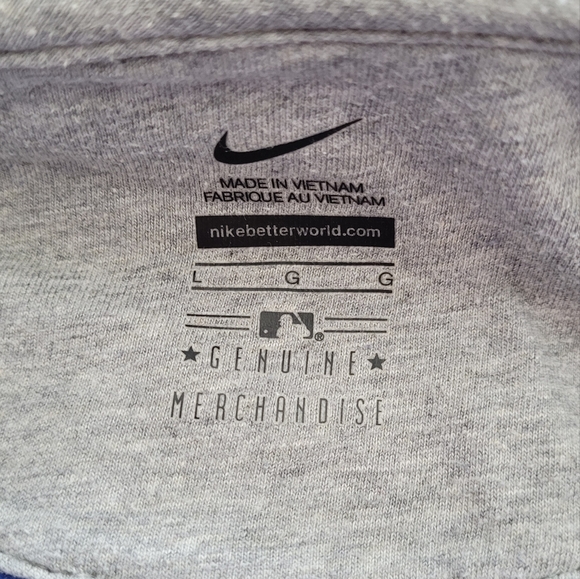 MADE IN VIETNAM
FABRIQUE AU VIETNAM
nikebetterworld.com
L G G
®
★ GENUINE ★
MERCHANDISE